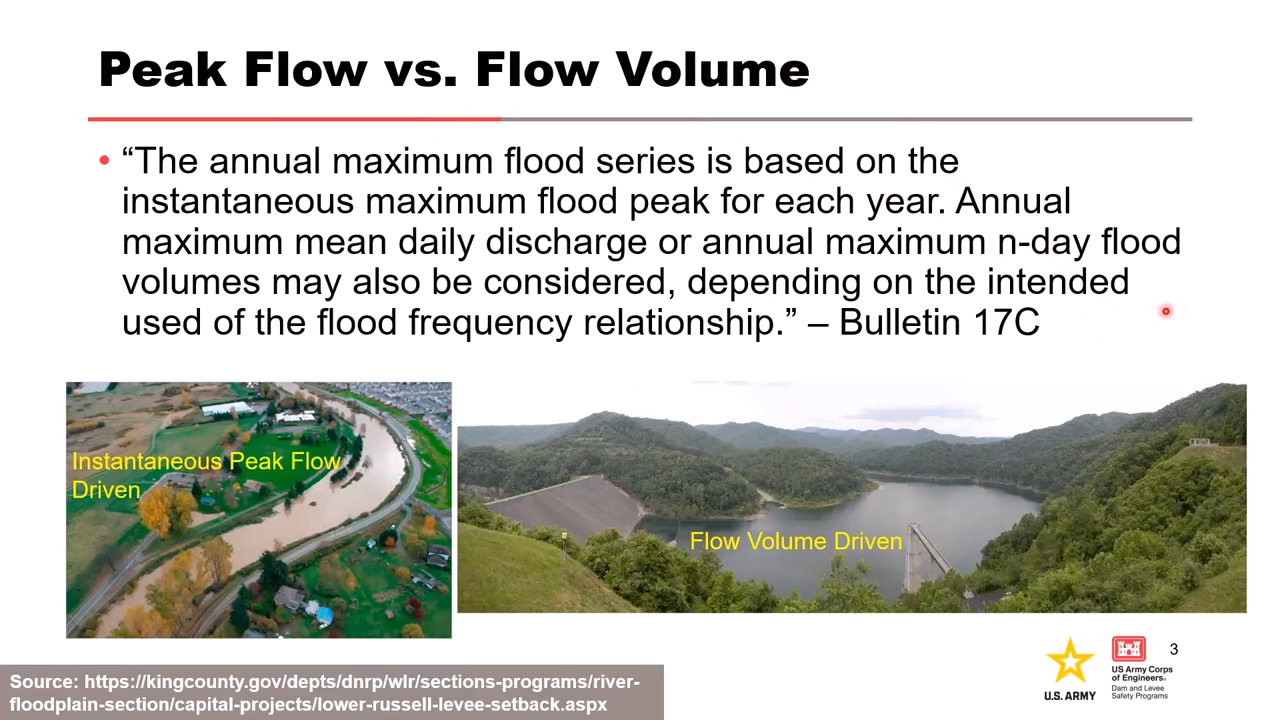 Peak Flow vs. Flow Volume
• “The annual maximum flood series is based on the
instantaneous maximum flood peak for each year. Annual
maximum mean daily discharge or annual maximum n-day flood
volumes may also be considered, depending on the intended
used of the flood frequency relationship.” – Bulletin 17C
Instantaneous Peak Flow
Driven
Flow Volume Driven
3
U.S. ARMY
US Army Corps
of Engineers®
Dam and Levee
Safety Programs
Source: https://kingcounty.gov/depts/dnrp/wlr/sections-programs/river-
floodplain-section/capital-projects/lower-russell-levee-setback.aspx